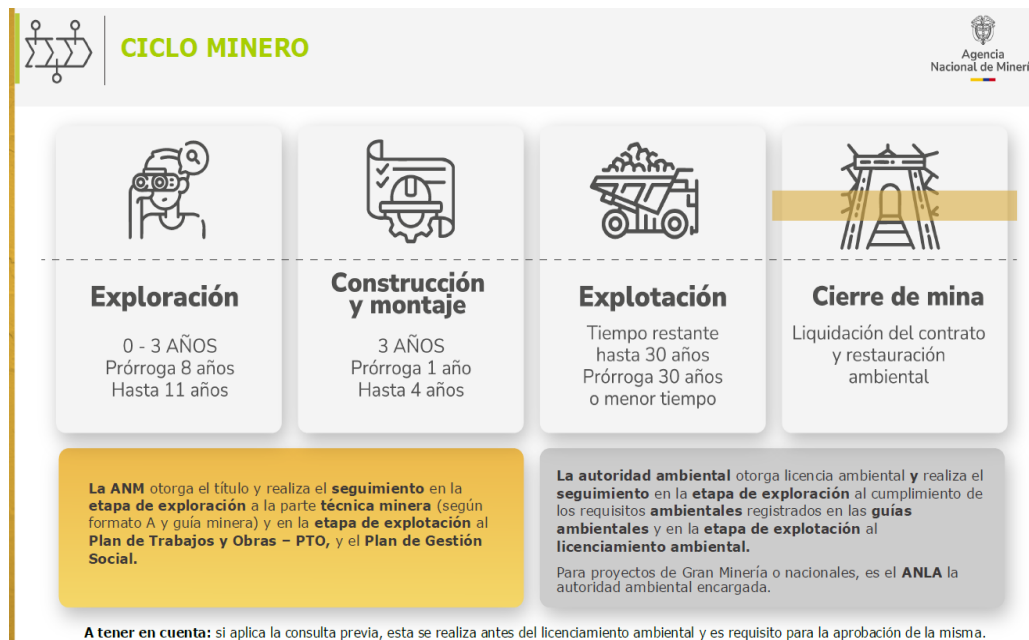 CICLO MINERO
Agencia
Nacional de Minerí
Exploración
0 - 3 AÑOS
Prórroga 8 años
Hasta 11 años
Construcción
y montaje
3 AÑOS
Prórroga 1 año
Hasta 4 años
Explotación
Tiempo restante
hasta 30 años
Prórroga 30 años
o menor tiempo
Cierre de mina
Liquidación del contrato
y restauración
ambiental
La ANM otorga el título y realiza el seguimiento en la
etapa de exploración a la parte técnica minera (según
formato A y guía minera) y en la etapa de explotación al
Plan de Trabajos y Obras – PTO, y el Plan de Gestión
Social.
La autoridad ambiental otorga licencia ambiental y realiza el
seguimiento en la etapa de exploración al cumplimiento de
los requisitos ambientales registrados en las guías
ambientales y en la etapa de explotación al
licenciamiento ambiental.
Para proyectos de Gran Minería o nacionales, es el ANLA la
autoridad ambiental encargada.
A tener en cuenta: si aplica la consulta previa, esta se realiza antes del licenciamiento ambiental y es requisito para la aprobación de la misma.